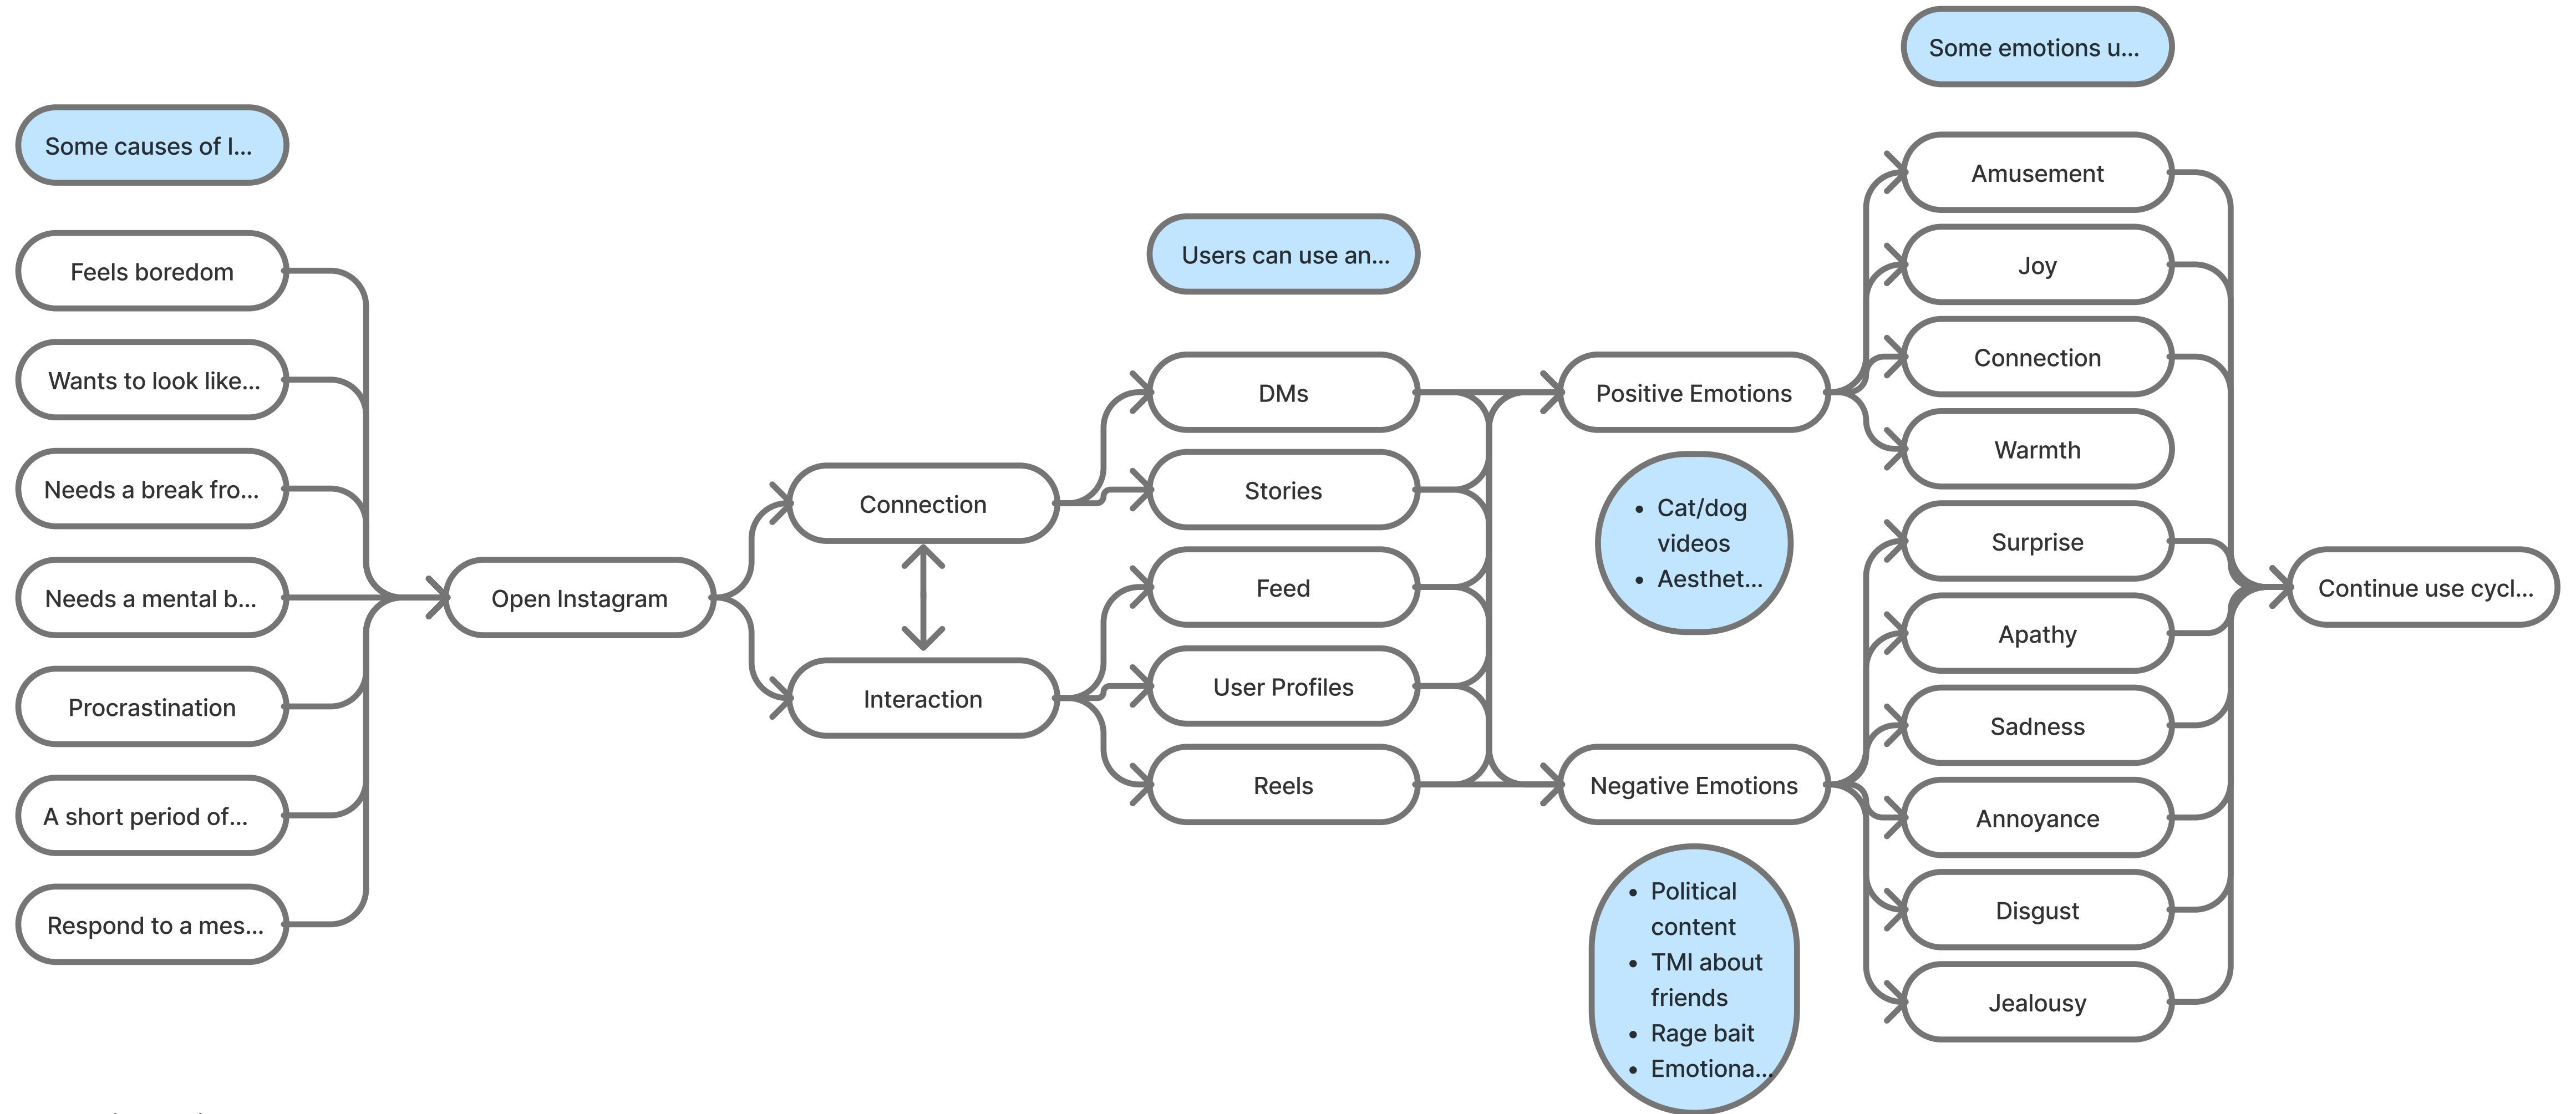 Some causes of I...
Feels boredom
Wants to look like...
Needs a break fro...
Needs a mental b...
Procrastination
A short period of...
Respond to a mes...
Open Instagram
Connection
Interaction
Users can use an...
DMs
Stories
Feed
User Profiles
Reels
Positive Emotions
• Cat/dog
videos
• Aesthet...
Negative Emotions
• Political
content
• TMI about
friends
• Rage bait
• Emotiona...
Some emotions u...
Amusement
Joy
Connection
Warmth
Surprise
Apathy
Sadness
Annoyance
Disgust
Jealousy
Continue use cycl...